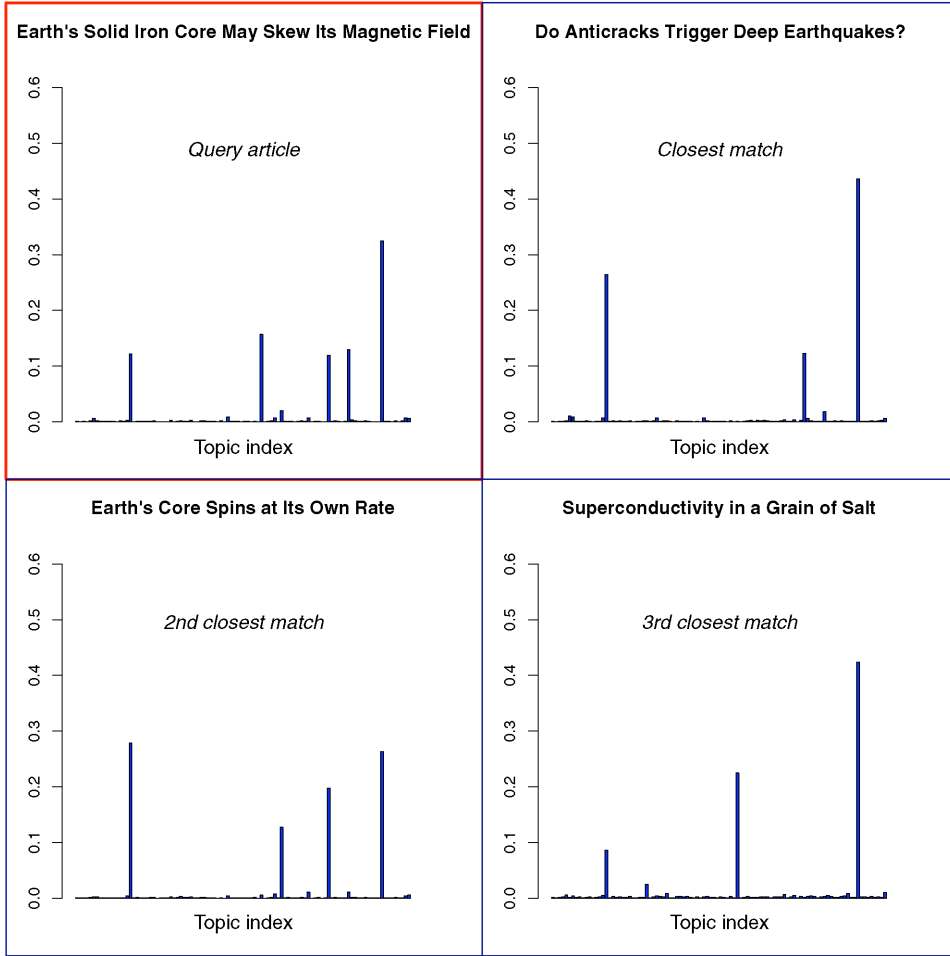 Earth's Solid Iron Core May Skew Its Magnetic Field
0.6
0.5
Query article
0.4
0.3
0.2
0.1
0.0
Topic index
Do Anticracks Trigger Deep Earthquakes?
0.6
0.5
Closest match
0.4
0.3
0.2
0.1
0.0
Topic index
Earth's Core Spins at Its Own Rate
0.6
0.5
2nd closest match
0.4
0.3
0.2
0.1
0.0
Topic index
Superconductivity in a Grain of Salt
0.6
0.5
3rd closest match
0.4
0.3
0.2
0.1
0.0
Topic index